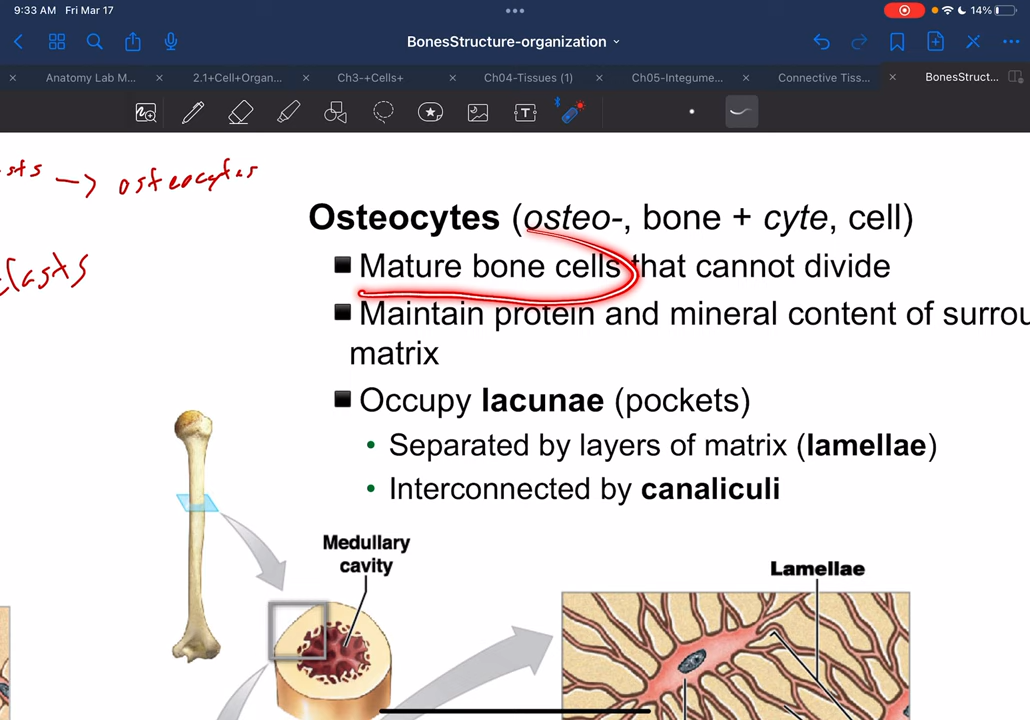 9:33 AM Fri Mar 17
14%
BonesStructure-organization
Anatomy Lab M...
2.1+Cell+Organ...
Ch3-+Cells+
Ch04-Tissues (1)
Ch05-Integume...
Connective Tiss...
BonesStruct...
sts → osteocytes
clasts
Osteocytes (osteo-, bone + cyte, cell)
Mature bone cells that cannot divide
Maintain protein and mineral content of surrou
matrix
Occupy lacunae (pockets)
• Separated by layers of matrix (lamellae)
• Interconnected by canaliculi
Medullary
cavity
Lamellae